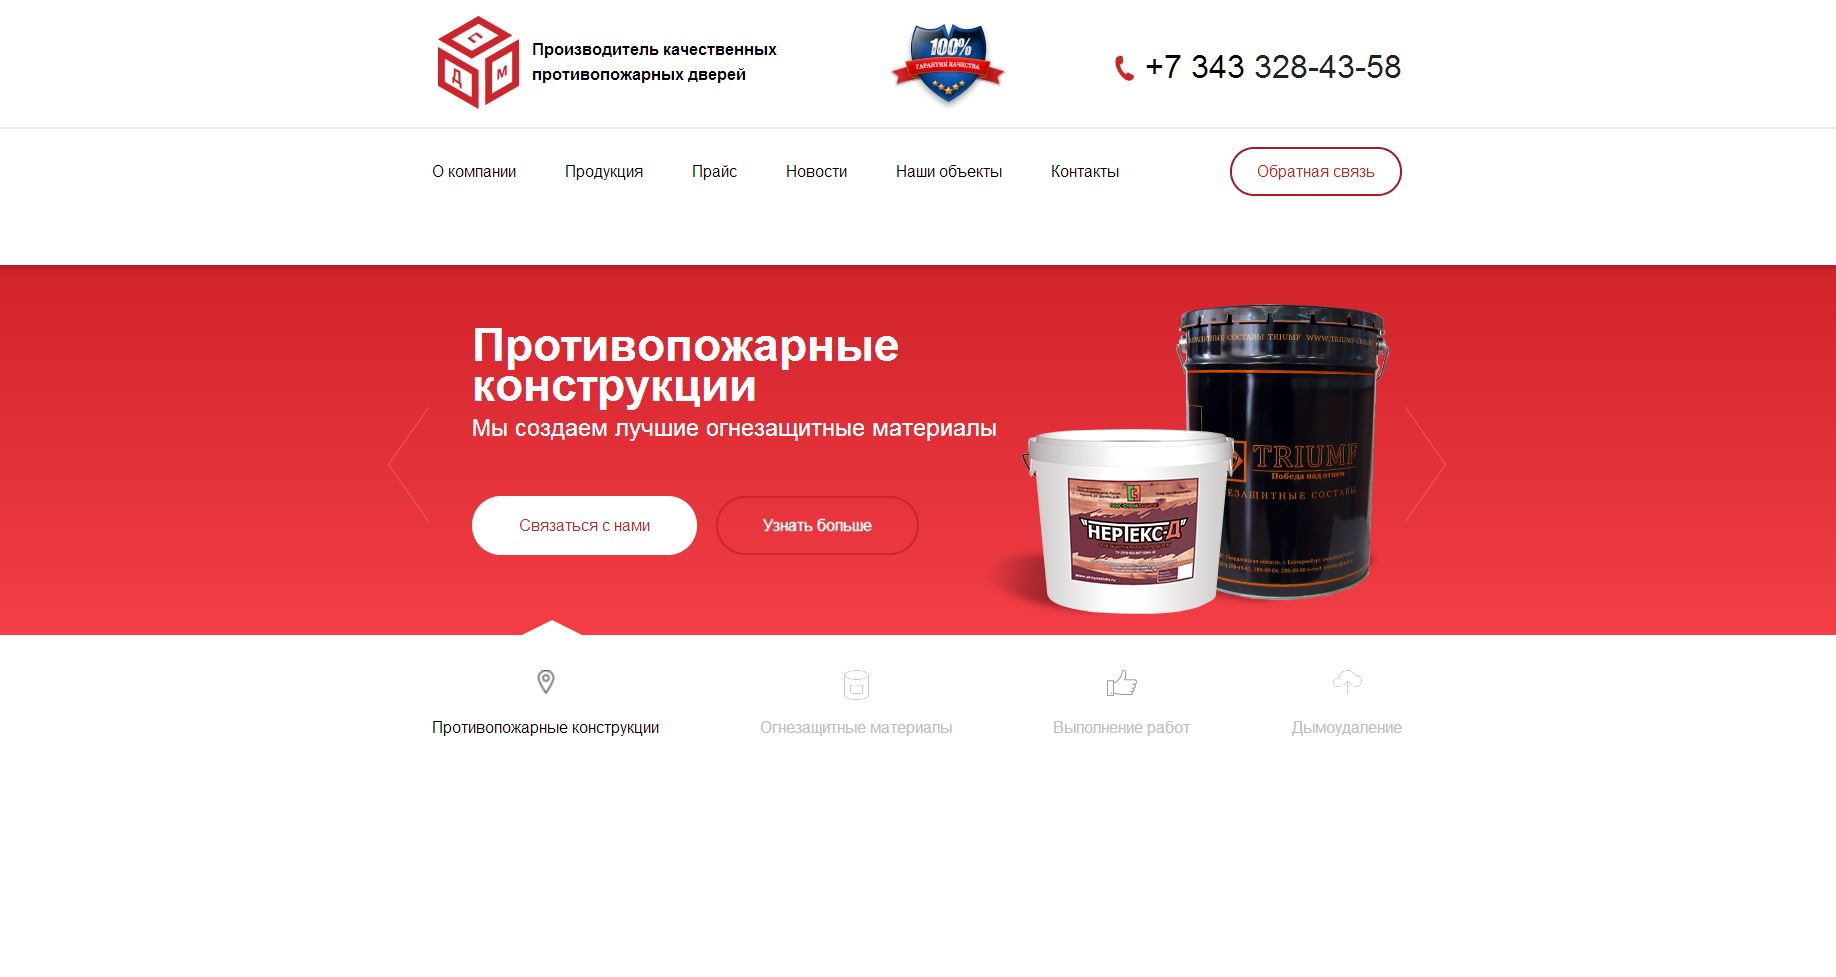 С
Д М
Производитель качественных
противопожарных дверей
100%
ГАРАНТИЯ КАЧЕСТВА
+7 343 328-43-58
О компании
Продукция
Прайс
Новости
Наши объекты
Контакты
Обратная связь
Противопожарные
конструкции
Мы создаем лучшие огнезащитные материалы
Связаться с нами
Узнать больше
СОСТАВЫ TRIUMF
TRIUMF
Победа над огнем
СОСТАВЫ
"НЕРТЕКС-Д"
Противопожарные конструкции
Огнезащитные материалы
Выполнение работ
Дымоудаление